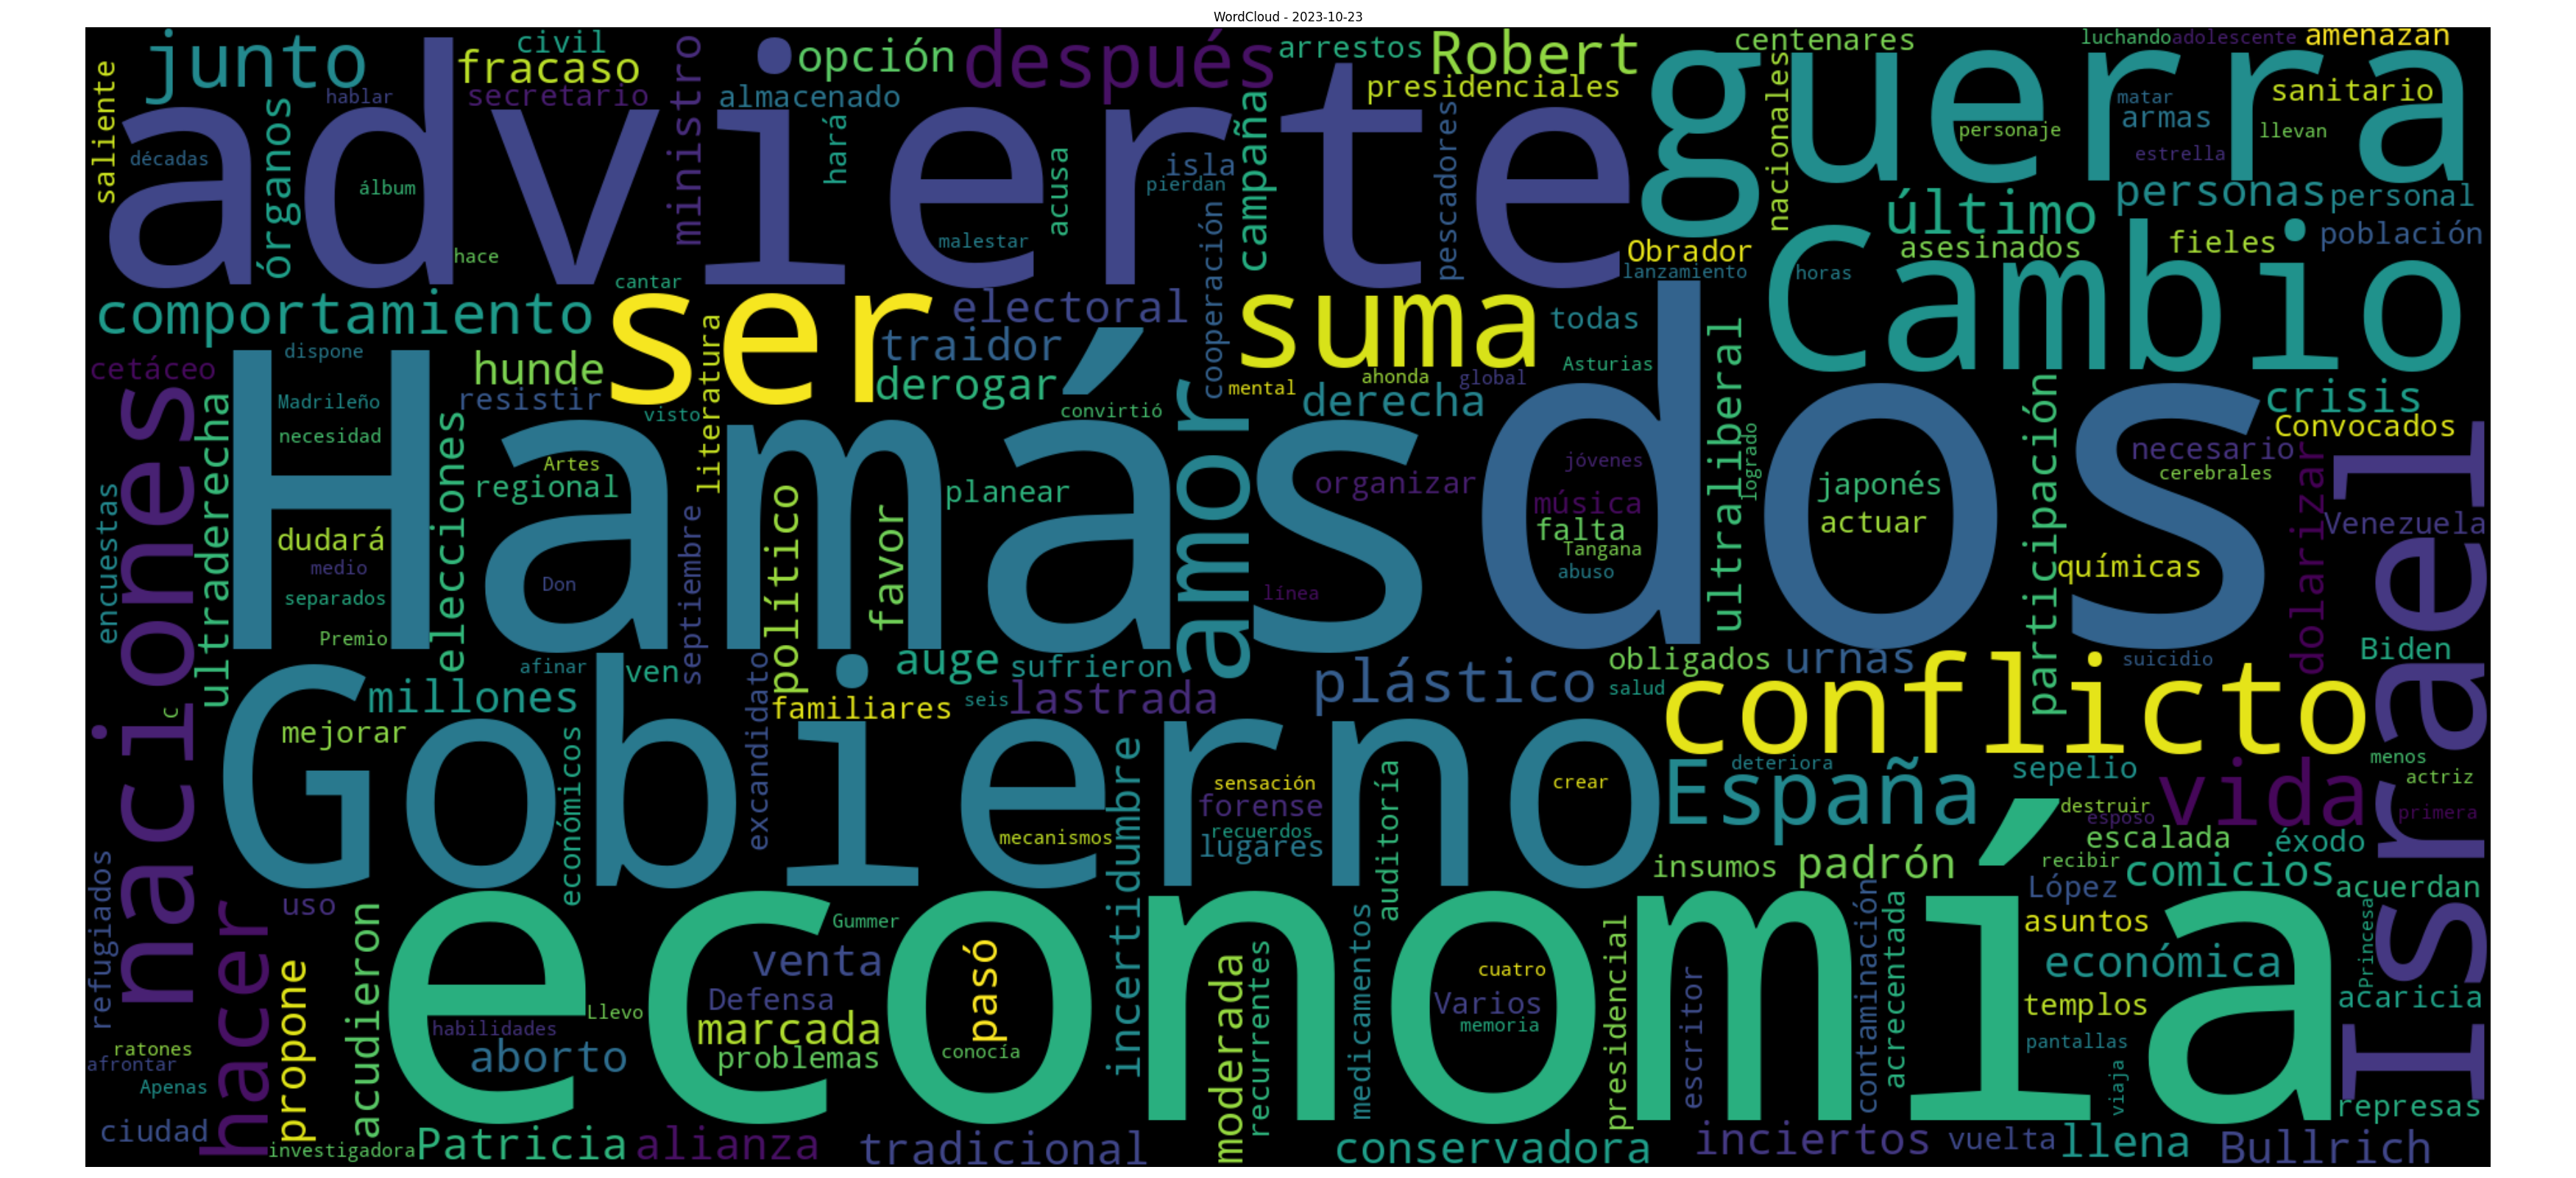 WordCloud - 2023-10-23
junto
civil
fracaso
opción
después
arrestos
Robert
centenares
luchando
adolescente
amenazan
saliente
hablar
secretario
ministro
almacenado
presidenciales
guerra
nacionales
matar
armas
sanitario
advierte
órganos
décadas
álbum
hará
acusa
isla
pierdan
campaña
pescadores
personaje
llevan
estrella
personas
personal
hace
malestar
cooperación
Obrador
último
asesinados
fieles
población
cantar
lanzamiento
horas
Cambio
comportamiento
ser
electoral
suma
todas
cetáceo
dispone
hunde
literatura
traidor
derogar
mental
ahonda
global
Asturias
ultraliberal
crisis
Madrileño
resistir
visto
convirtió
derecha
participación
Convocados
naciones
ultraderecha
necesidad
elecciones
Artes
regional
Hamás
amor
planear
organizar
jóvenes
dos
logrado
japonés
necesario
cerebrales
dolarizar
Israel
encuestas
dudará
medio
septiembre
político
favor
música
falta
Tangana
abuso
actuar
químicas
Venezuela
separados
Don
línea
Premio
afinar
ven
excandidato
auge
sufrieron
obligados
urnas
suicidio
Biden
c
millones
familiares
seis
lastrada
plástico
salud
conflicto
mejorar
Gobierno
económicos
incertidumbre
sensación
forense
recuerdos
lugares
mecanismos
auditoría
crear
España
deteriora
sepelio
vida
menos
actriz
destruir
esposo
primera
escalada
éxodo
refugiados
insumos
padrón
recibir
López
comicios
acuerdan
hacer
uso
acudieron
economía
Gummer
venta
pasó
Defensa
marcada
problemas
conocía
Llevo
habilidades
aborto
propone
moderada
recurrentes
medicamentos
cuatro
Varios
memoria
presidencial
escritor
contaminación
acrecentada
asuntos
económica
Princesa
templos
acaricia
ratones
afrontar
Apenas
pantallas
viaja
represas
ciudad
investigadora
Patricia
alianza
tradicional
conservadora
inciertos
vuelta
llena
Bullrich